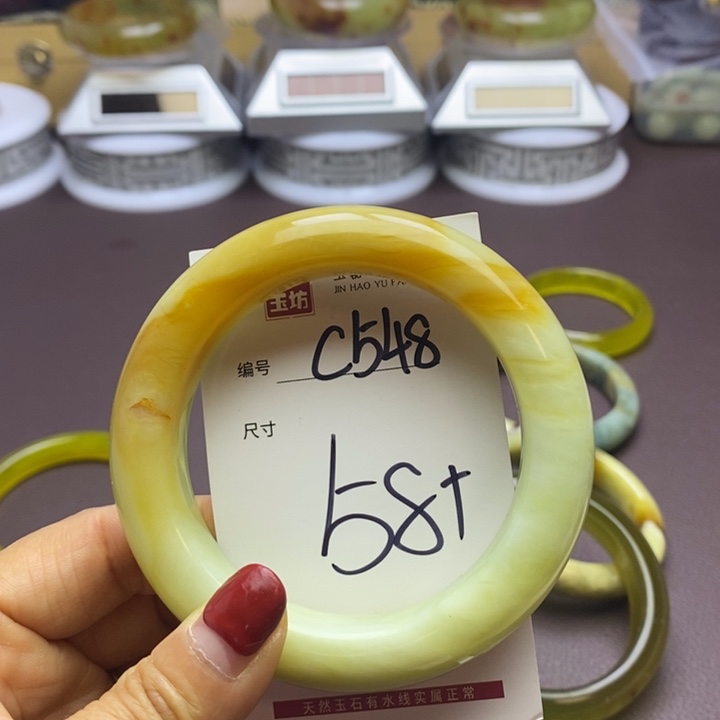 玉坊
JIN HAO YU FA
编号 C548
尺寸
58+
天然玉石有水线实属正常